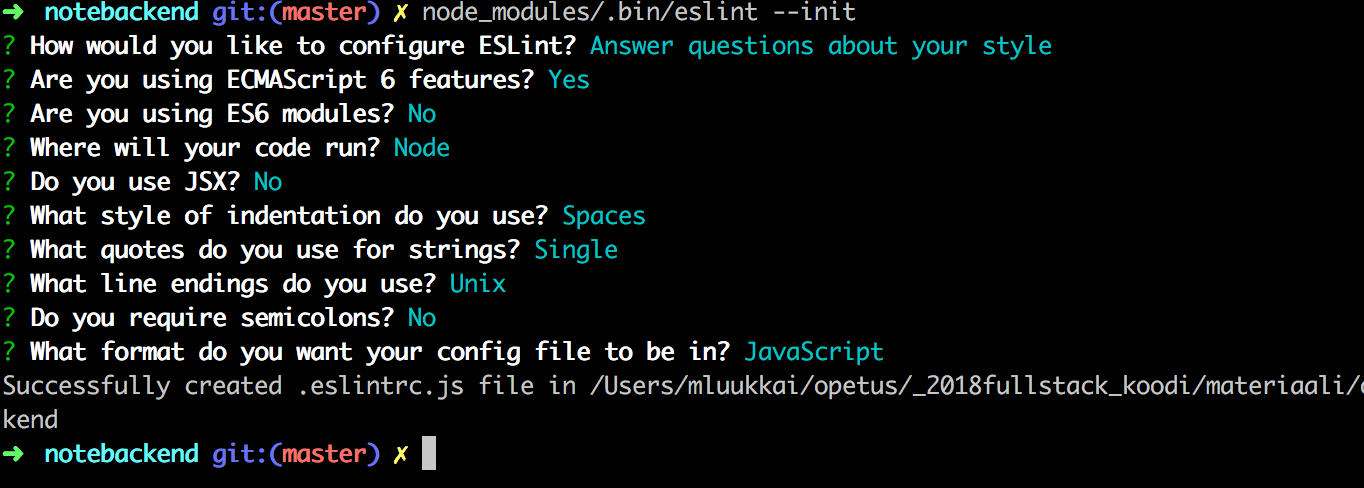 ➜ notebackend git:(master) ✗ node_modules/.bin/eslint --init
? How would you like to configure ESLint? Answer questions about your style
? Are you using ECMAScript 6 features? Yes
? Are you using ES6 modules? No
? Where will your code run? Node
? Do you use JSX? No
? What style of indentation do you use? Spaces
? What quotes do you use for strings? Single
? What line endings do you use? Unix
? Do you require semicolons? No
? What format do you want your config file to be in? JavaScript
Successfully created .eslintrc.js file in /Users/mluukkai/opetus/_2018fullstack_koodi/materiaali/
kend
➜ notebackend git:(master) ✗